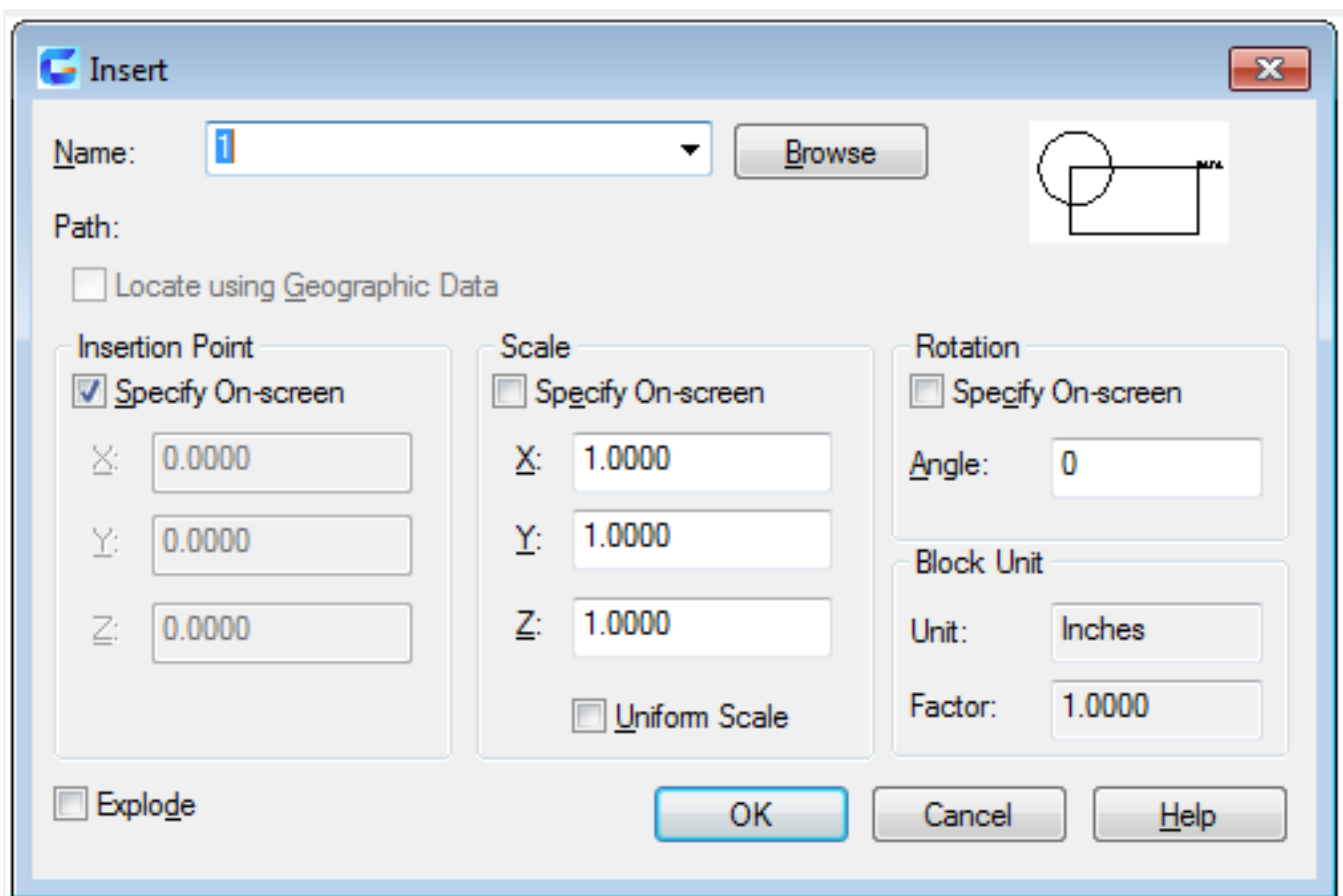 Insert
Name: 1 Browse
Path:
Locate using Geographic Data
Insertion Point Scale Rotation
Specify On-screen Specify On-screen Specify On-screen
X: 0.0000 X: 1.0000 Angle: 0
Y: 0.0000 Y: 1.0000
Block Unit
Z: 0.0000 Z: 1.0000 Unit: Inches
Uniform Scale Factor: 1.0000
Explode OK Cancel Help